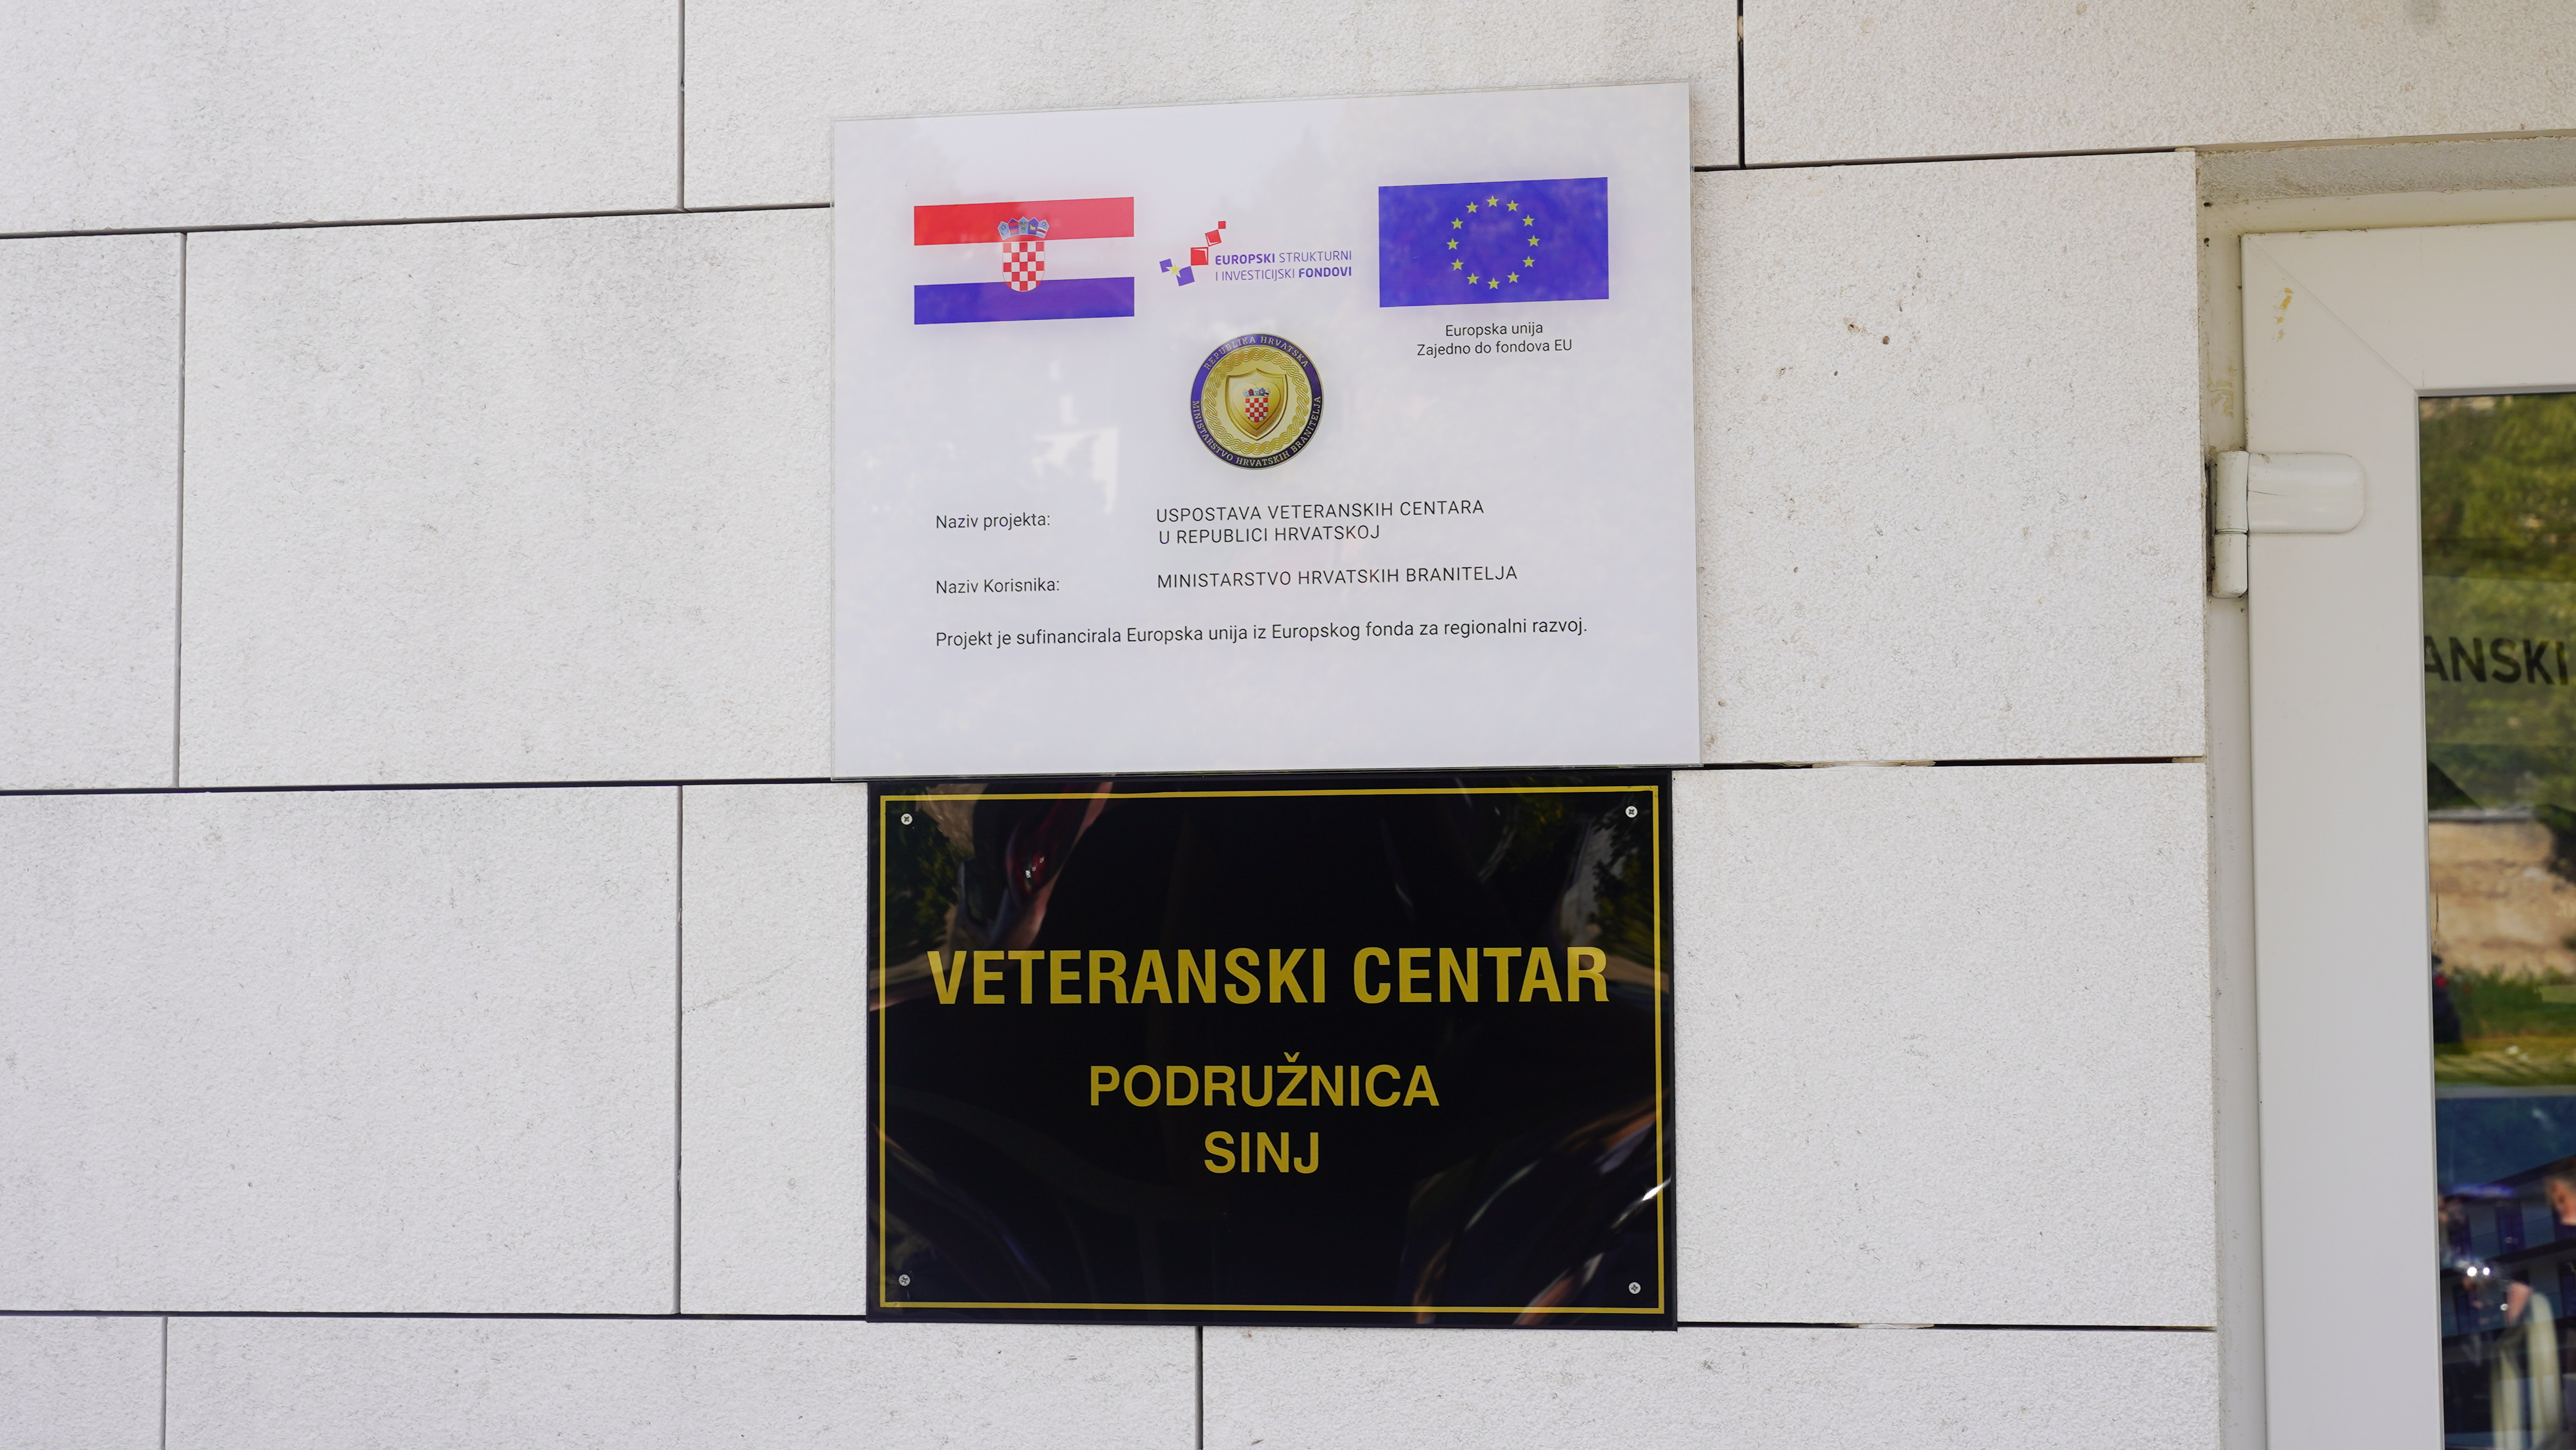 EUROPSKI STRUKTURNI
I INVESTICIJSKI FONDOVI
Europska unija
Zajedno do fondova EU
REPUBLIKA HRVATSKA
MINISTARSTVO HRVATSKIH BRANITELJA
Naziv projekta: USPOSTAVA VETERANSKIH CENTARA
U REPUBLICI HRVATSKOJ
Naziv Korisnika: MINISTARSTVO HRVATSKIH BRANITELJA
Projekt je sufinancirala Europska unija iz Europskog fonda za regionalni razvoj.
ANSKI
VETERANSKI CENTAR
PODRUŽNICA
SINJ